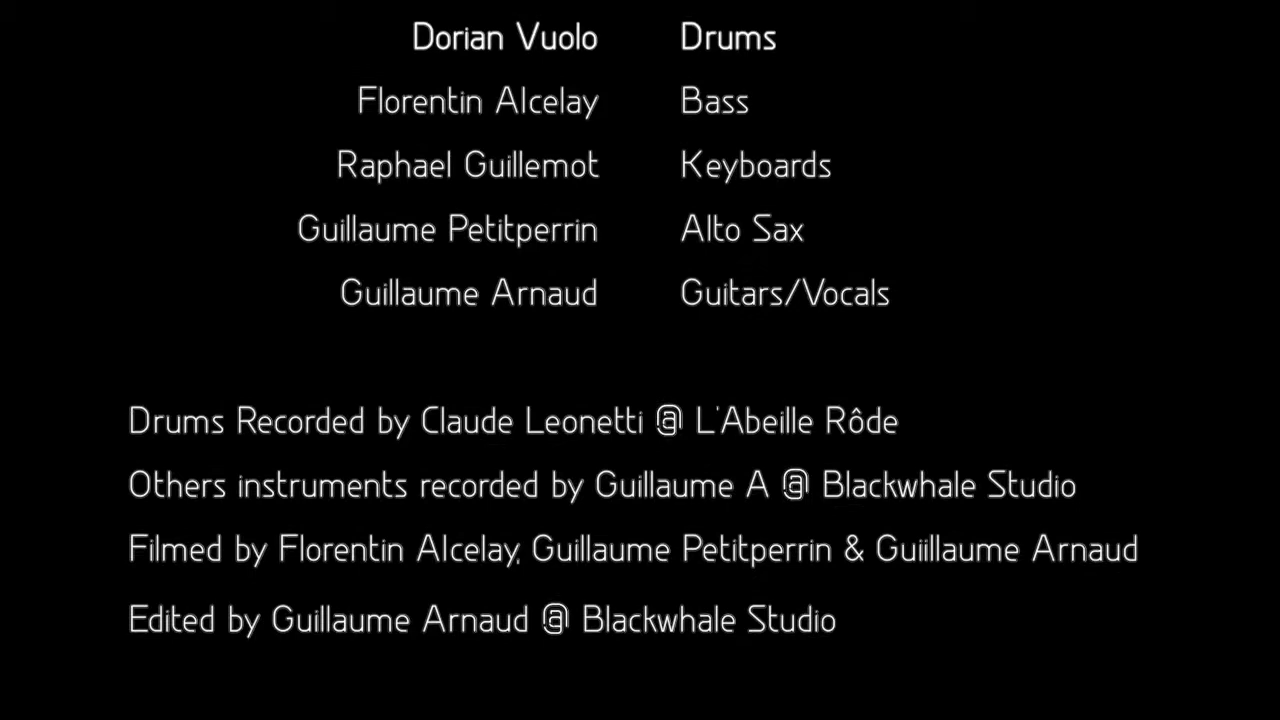 Dorian Vuolo Drums
Florentin Alcelay Bass
Raphael Guillemot Keyboards
Guillaume Petitperrin Alto Sax
Guillaume Arnaud Guitars/Vocals
Drums Recorded by Claude Leonetti @ L'Abeille Rôde
Others instruments recorded by Guillaume A @ Blackwhale Studio
Filmed by Florentin Alcelay, Guillaume Petitperrin & Guiillaume Arnaud
Edited by Guillaume Arnaud @ Blackwhale Studio